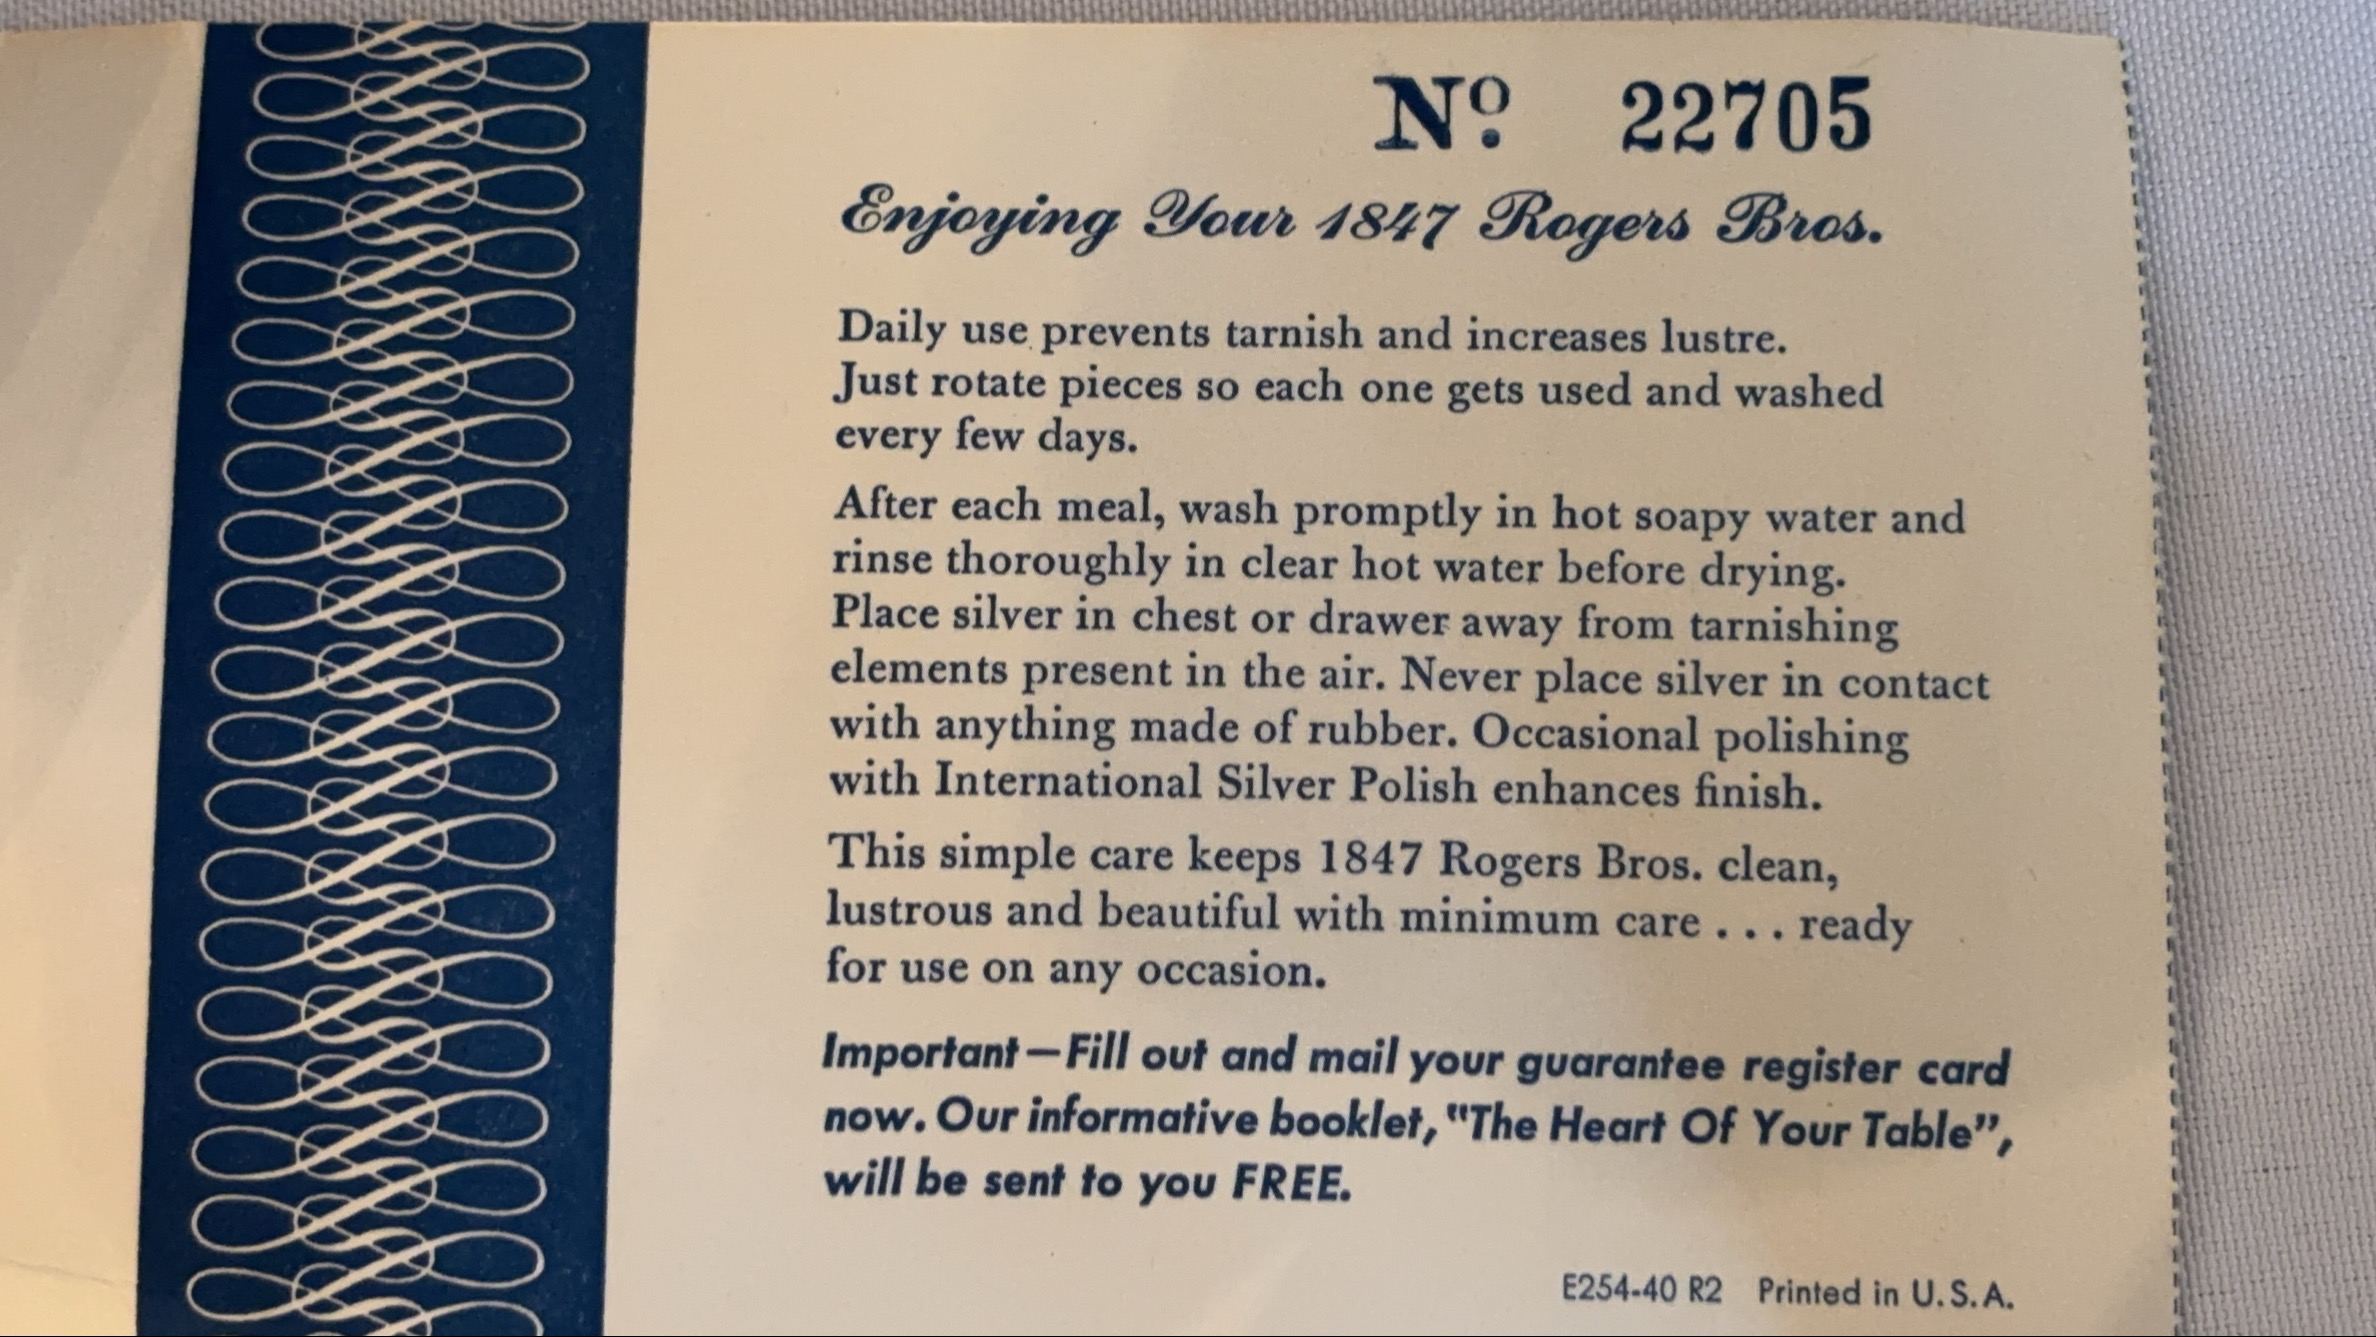 Nº 22705
Enjoying Your 1847 Rogers Bros.
Daily use prevents tarnish and increases lustre.
Just rotate pieces so each one gets used and washed
every few days.
After each meal, wash promptly in hot soapy water and
rinse thoroughly in clear hot water before drying.
Place silver in chest or drawer away from tarnishing
elements present in the air. Never place silver in contact
with anything made of rubber. Occasional polishing
with International Silver Polish enhances finish.
This simple care keeps 1847 Rogers Bros. clean,
lustrous and beautiful with minimum care . . . ready
for use on any occasion.
Important—Fill out and mail your guarantee register card
now. Our informative booklet, "The Heart Of Your Table",
will be sent to you FREE.
E254-40 R2 Printed in U.S.A.